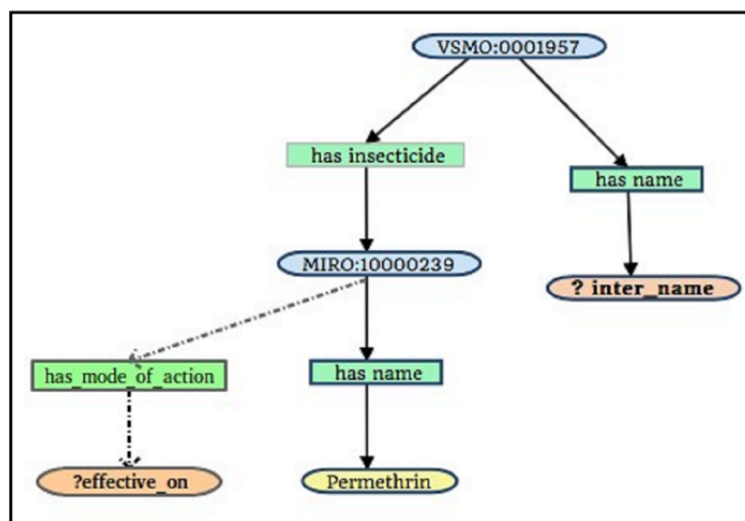 VSMO:0001957
has insecticide
has name
MIRO:10000239
? inter_name
has_mode_of_action
has name
?effective_on
Permethrin